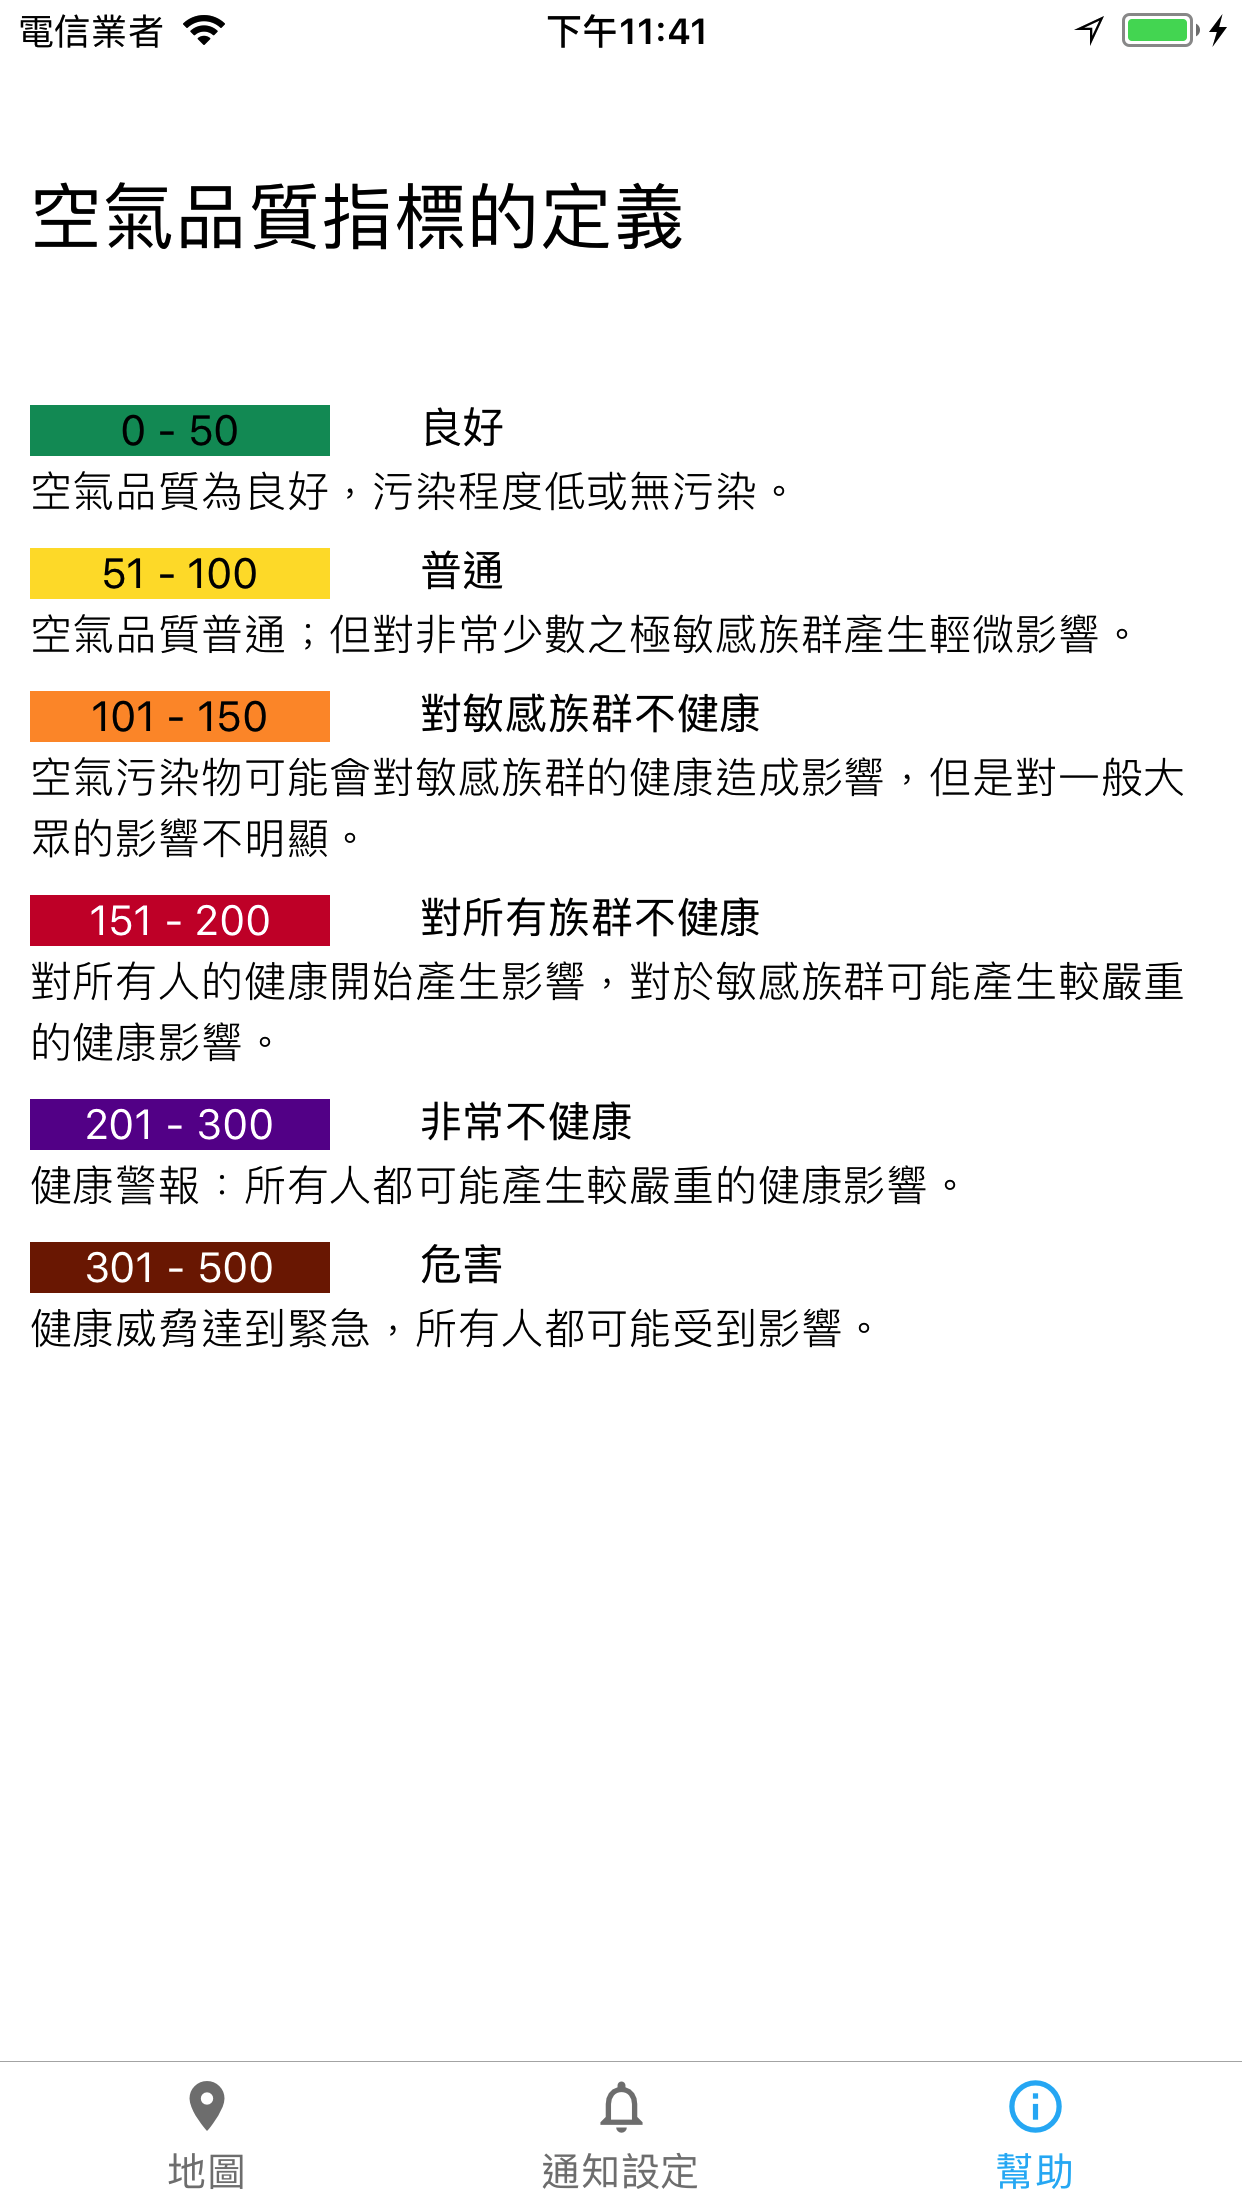 電信業者 下午11:41
空氣品質指標的定義
0 - 50 良好
空氣品質為良好，污染程度低或無污染。
51 - 100 普通
空氣品質普通；但對非常少數之極敏感族群產生輕微影響。
101 - 150 對敏感族群不健康
空氣污染物可能會對敏感族群的健康造成影響，但是對一般大
眾的影響不明顯。
151 - 200 對所有族群不健康
對所有人的健康開始產生影響，對於敏感族群可能產生較嚴重
的健康影響。
201 - 300 非常不健康
健康警報：所有人都可能產生較嚴重的健康影響。
301 - 500 危害
健康威脅達到緊急，所有人都可能受到影響。
地圖 通知設定 幫助